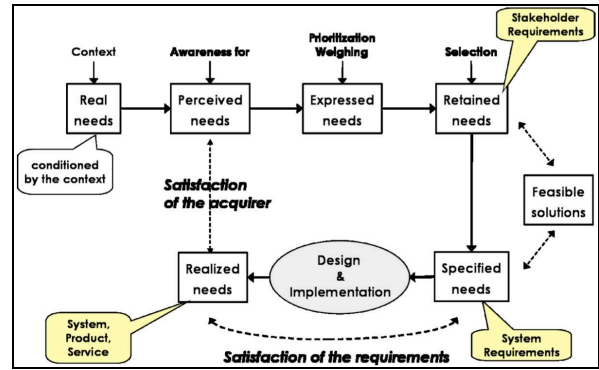 Context
Awareness for
Prioritization
Weighing
Selection
Stakeholder
Requirements
Real
needs
Perceived
needs
Expressed
needs
Retained
needs
conditioned
by the context
Satisfaction
of the acquirer
Feasible
solutions
Realized
needs
Design
&
Implementation
Specified
needs
System,
Product,
Service
Satisfaction of the requirements
System
Requirements